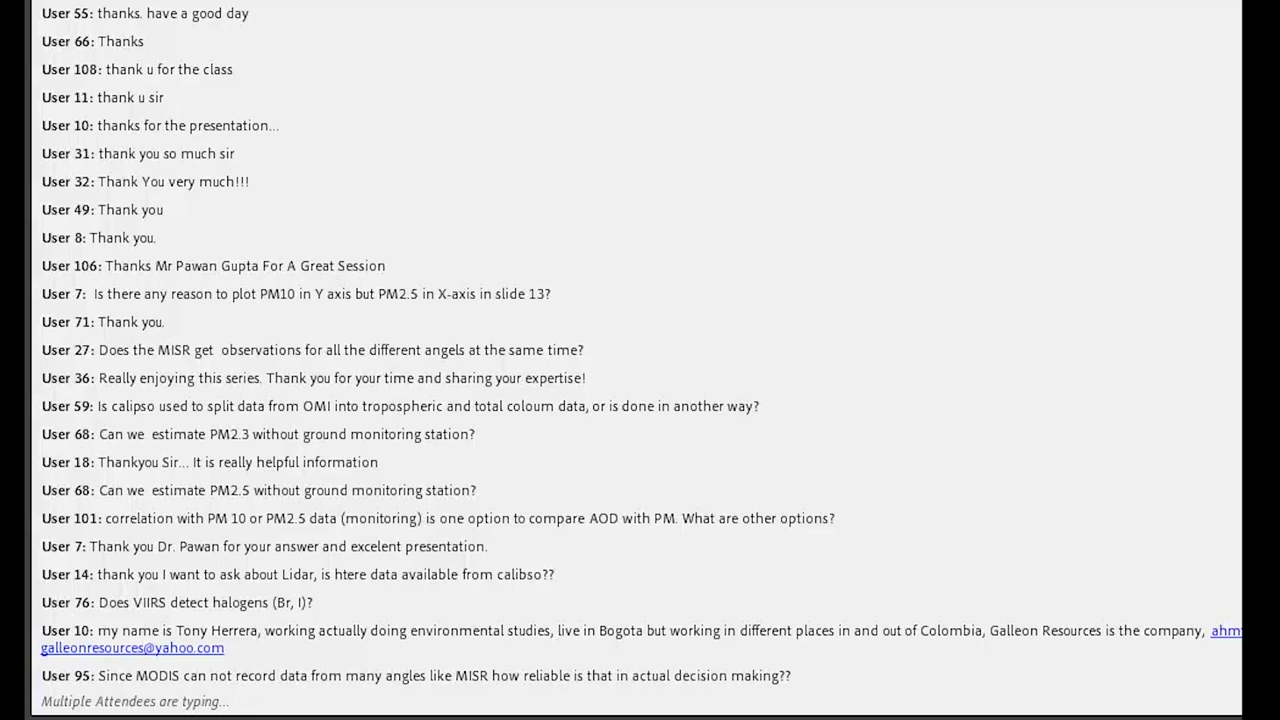 User 55: thanks. have a good day
User 66: Thanks
User 108: thank u for the class
User 11: thank u sir
User 10: thanks for the presentation...
User 31: thank you so much sir
User 32: Thank You very much!!!
User 49: Thank you
User 8: Thank you.
User 106: Thanks Mr Pawan Gupta For A Great Session
User 7: Is there any reason to plot PM10 in Y axis but PM2.5 in X-axis in slide 13?
User 71: Thank you.
User 27: Does the MISR get observations for all the different angels at the same time?
User 36: Really enjoying this series. Thank you for your time and sharing your expertise!
User 59: Is calipso used to split data from OMI into tropospheric and total coloum data, or is done in another way?
User 68: Can we estimate PM2.3 without ground monitoring station?
User 18: Thankyou Sir... It is really helpful information
User 68: Can we estimate PM2.5 without ground monitoring station?
User 101: correlation with PM 10 or PM2.5 data (monitoring) is one option to compare AOD with PM. What are other options?
User 7: Thank you Dr. Pawan for your answer and excelent presentation.
User 14: thank you I want to ask about Lidar, is htere data available from calibso??
User 76: Does VIIRS detect halogens (Br, I)?
User 10: my name is Tony Herrera, working actually doing environmental studies, live in Bogota but working in different places in and out of Colombia, Galleon Resources is the company,
galleonresources@yahoo.com
User 95: Since MODIS can not record data from many angles like MISR how reliable is that in actual decision making??
Multiple Attendees are typing...